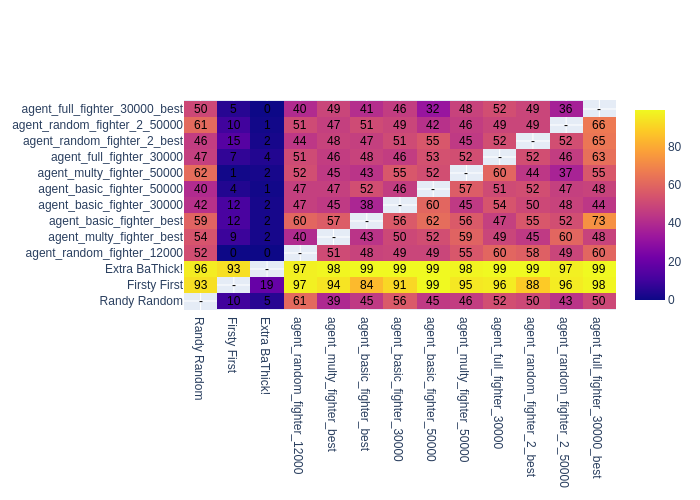 agent_full_fighter_30000_best 50 5 0 40 49 41 46 32 48 52 49 36 -
agent_random_fighter_2_50000 61 10 1 51 47 51 49 42 46 49 49 - 66
agent_random_fighter_2_best 46 15 2 44 48 47 51 55 45 52 - 52 65
agent_full_fighter_30000 47 7 4 51 46 48 46 53 52 - 52 46 63
agent_multy_fighter_50000 62 1 2 52 45 43 55 52 - 60 44 37 55
agent_basic_fighter_50000 40 4 1 47 47 52 46 - 57 51 52 47 48
agent_basic_fighter_30000 42 12 2 47 45 38 - 60 45 54 50 48 44
agent_basic_fighter_best 59 12 2 60 57 - 56 62 56 47 55 52 73
agent_multy_fighter_best 54 9 2 40 - 43 50 52 59 49 45 60 48
agent_random_fighter_12000 52 0 0 - 51 48 49 49 55 60 58 49 60
Extra BaThick! 96 93 - 97 98 99 99 99 98 99 99 97 99
Firsty First 93 - 19 97 94 84 91 99 95 96 88 96 98
Randy Random - 10 5 61 39 45 56 45 46 52 50 43 50
Randy Random
Firsty First
Extra BaThick!
agent_random_fighter_12000
agent_multy_fighter_best
agent_basic_fighter_best
agent_basic_fighter_30000
agent_basic_fighter_50000
agent_multy_fighter_50000
agent_full_fighter_30000
agent_random_fighter_2_best
agent_random_fighter_2_50000
agent_full_fighter_30000_best
80
60
40
20
0